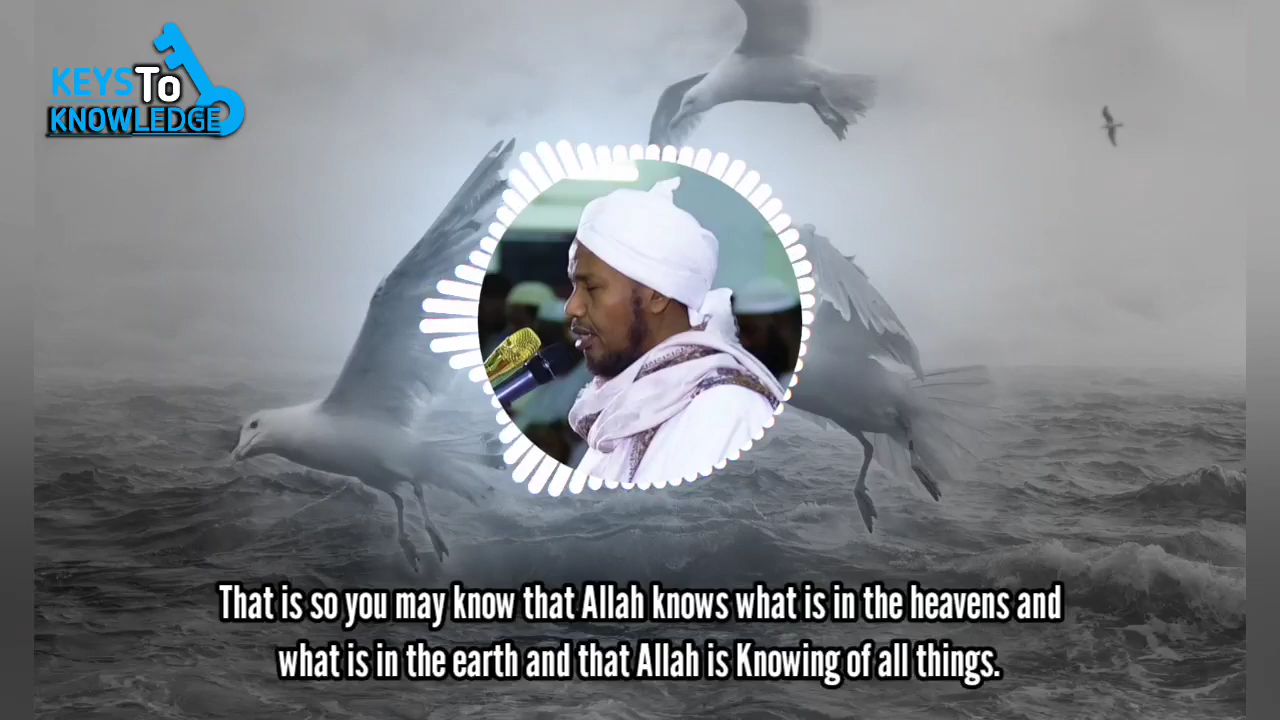 KEYS To
KNOWLEDGE
That is so you may know that Allah knows what is in the heavens and
what is in the earth and that Allah is Knowing of all things.